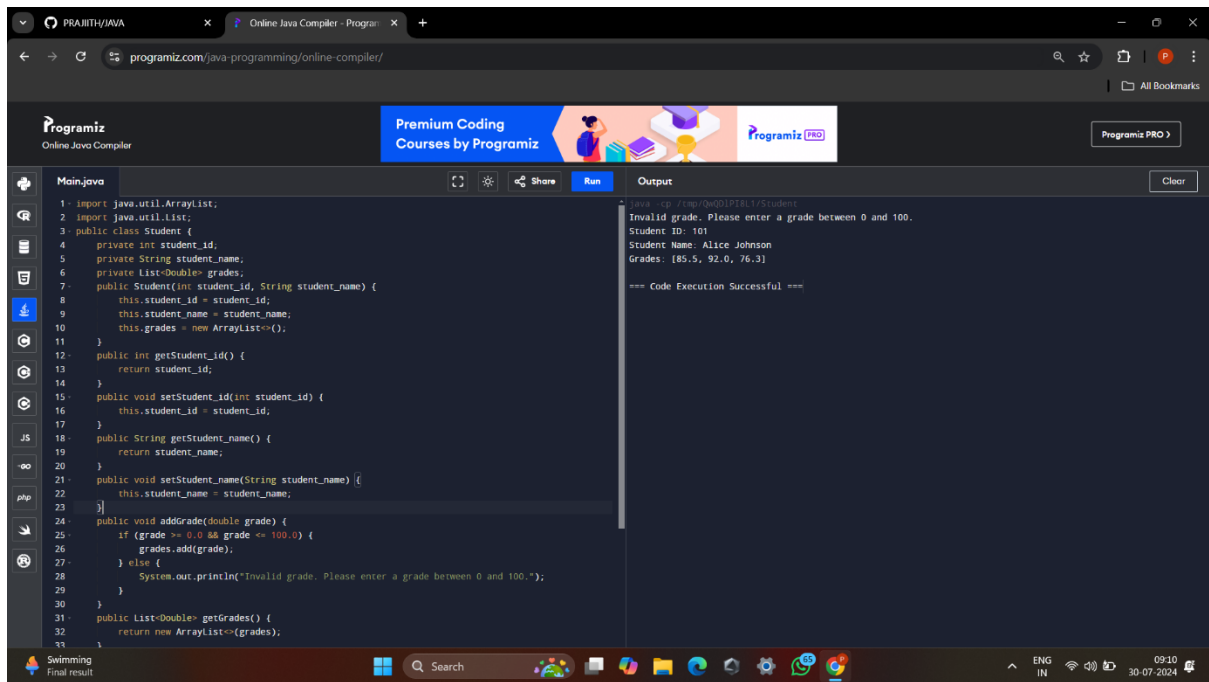 PRAJIITH/JAVA
Online Java Compiler - Program
programiz.com/java-programming/online-compiler/
All Bookmarks
Programiz
Online Java Compiler
Premium Coding
Courses by Programiz
Programiz PRO
Programiz PRO >
Main.java
Share
Run
Output
Clear
1 import java.util.ArrayList;
2 import java.util.List;
3 public class Student {
4 private int student_id;
5 private String student_name;
6 private List<Double> grades;
7 public Student(int student_id, String student_name) {
8 this.student_id = student_id;
9 this.student_name = student_name;
10 this.grades = new ArrayList<>();
11 }
12 public int getStudent_id() {
13 return student_id;
14 }
15 public void setStudent_id(int student_id) {
16 this.student_id = student_id;
17 }
18 public String getStudent_name() {
19 return student_name;
20 }
21 public void setStudent_name(String student_name) {
22 this.student_name = student_name;
23 }
24 public void addGrade(double grade) {
25 if (grade >= 0.0 && grade <= 100.0) {
26 grades.add(grade);
27 } else {
28 System.out.println("Invalid grade. Please enter a grade between 0 and 100.");
29 }
30 }
31 public List<Double> getGrades() {
32 return new ArrayList<>(grades);
33 }
java -cp /tmp/QwQDiPI8L1/Student
Invalid grade. Please enter a grade between 0 and 100.
Student ID: 101
Student Name: Alice Johnson
Grades: [85.5, 92.0, 76.3]
=== Code Execution Successful ===
JS
GO
php
Swimming
Final result
Search
65
ENG
IN
09:10
30-07-2024